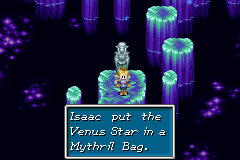 Isaac put the
Venus Star in a
Mythril Bag.